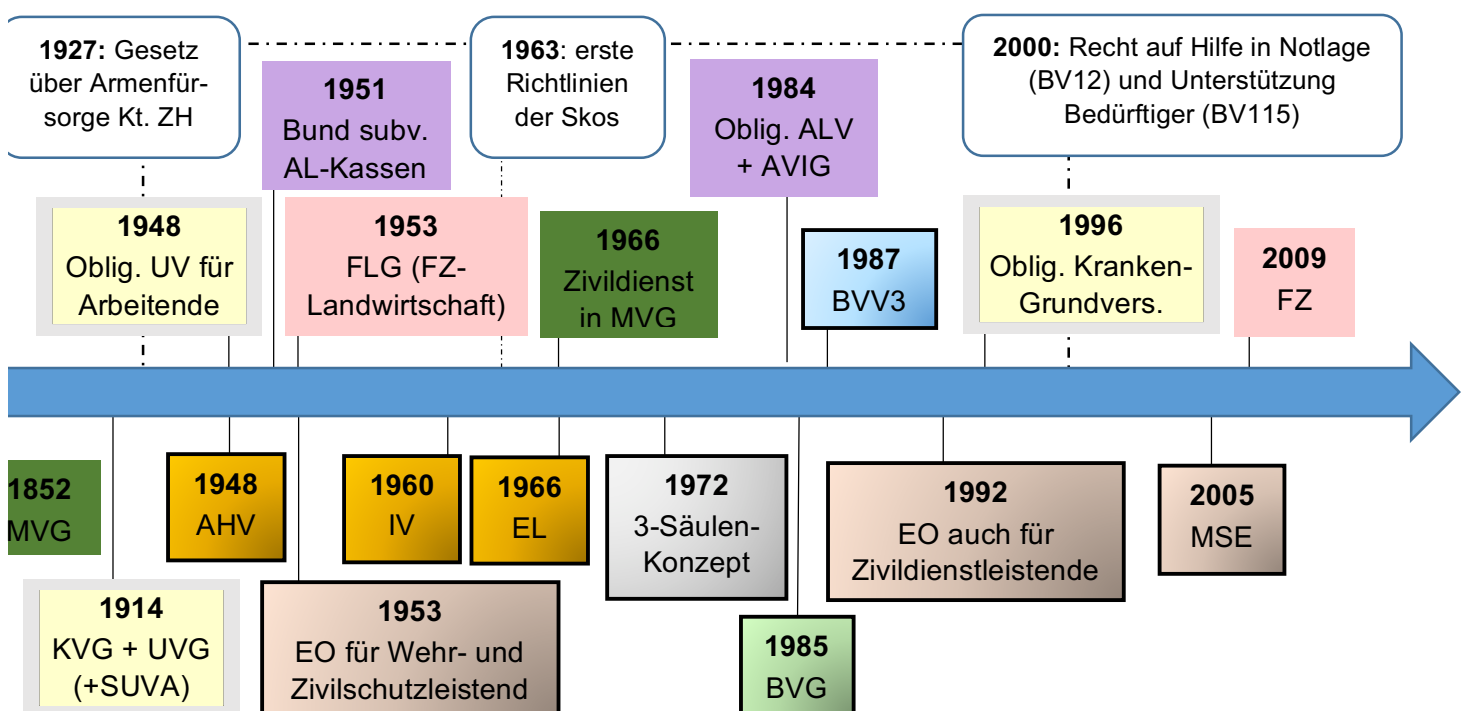 1927: Gesetz
über Armenfür-
sorge Kt. ZH
1963: erste
Richtlinien
der Skos
2000: Recht auf Hilfe in Notlage
(BV12) und Unterstützung
Bedürftiger (BV115)
1951
Bund subv.
AL-Kassen
1984
Oblig. ALV
+ AVIG
1948
Oblig. UV für
Arbeitende
1953
FLG (FZ-
Landwirtschaft)
1966
Zivildienst
in MVG
1987
BVV3
1996
Oblig. Kranken-
Grundvers.
2009
FZ
1852
MVG
1948
AHV
1960
IV
1966
EL
1972
3-Säulen-
Konzept
1992
EO auch für
Zivildienstleistende
2005
MSE
1914
KVG + UVG
(+SUVA)
1953
EO für Wehr- und
Zivilschutzleistend
1985
BVG